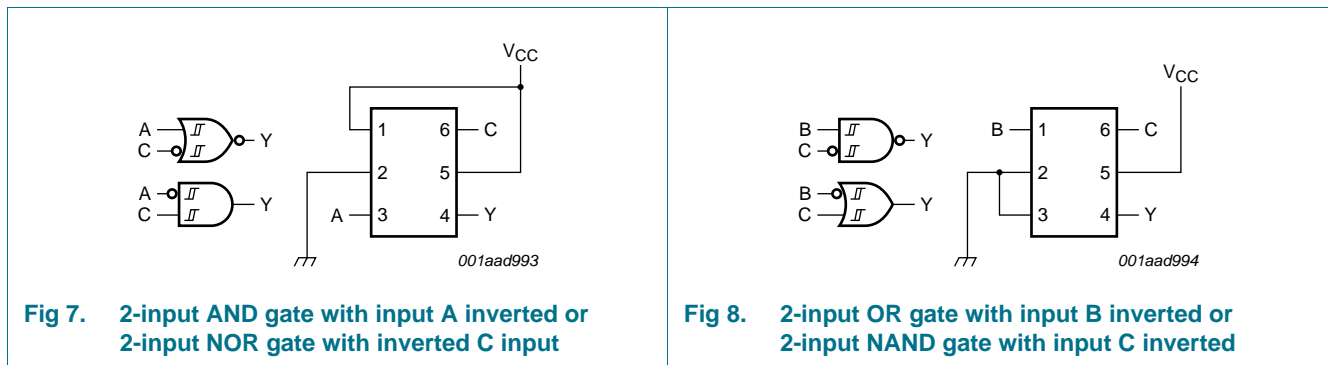 VCC
A
C
Y
A
C
Y
1
6
C
2
5
A
3
4
Y
001aad993
Fig 7. 2-input AND gate with input A inverted or
2-input NOR gate with inverted C input
VCC
B
C
Y
B
C
Y
B
1
6
C
2
5
3
4
Y
001aad994
Fig 8. 2-input OR gate with input B inverted or
2-input NAND gate with input C inverted